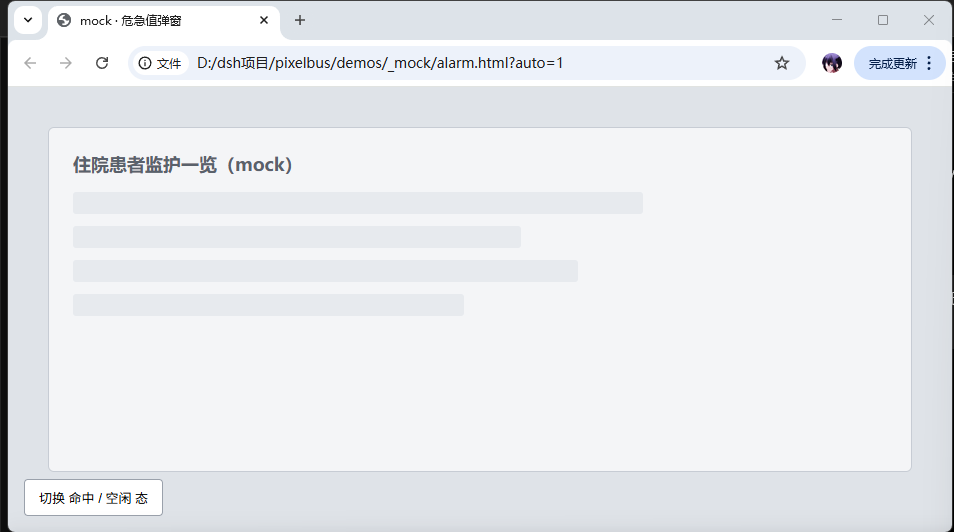 mock · 危急值弹窗
文件 D:/dsh项目/pixelbus/demos/_mock/alarm.html?auto=1 完成更新
住院患者监护一览（mock）
切换 命中 / 空闲 态